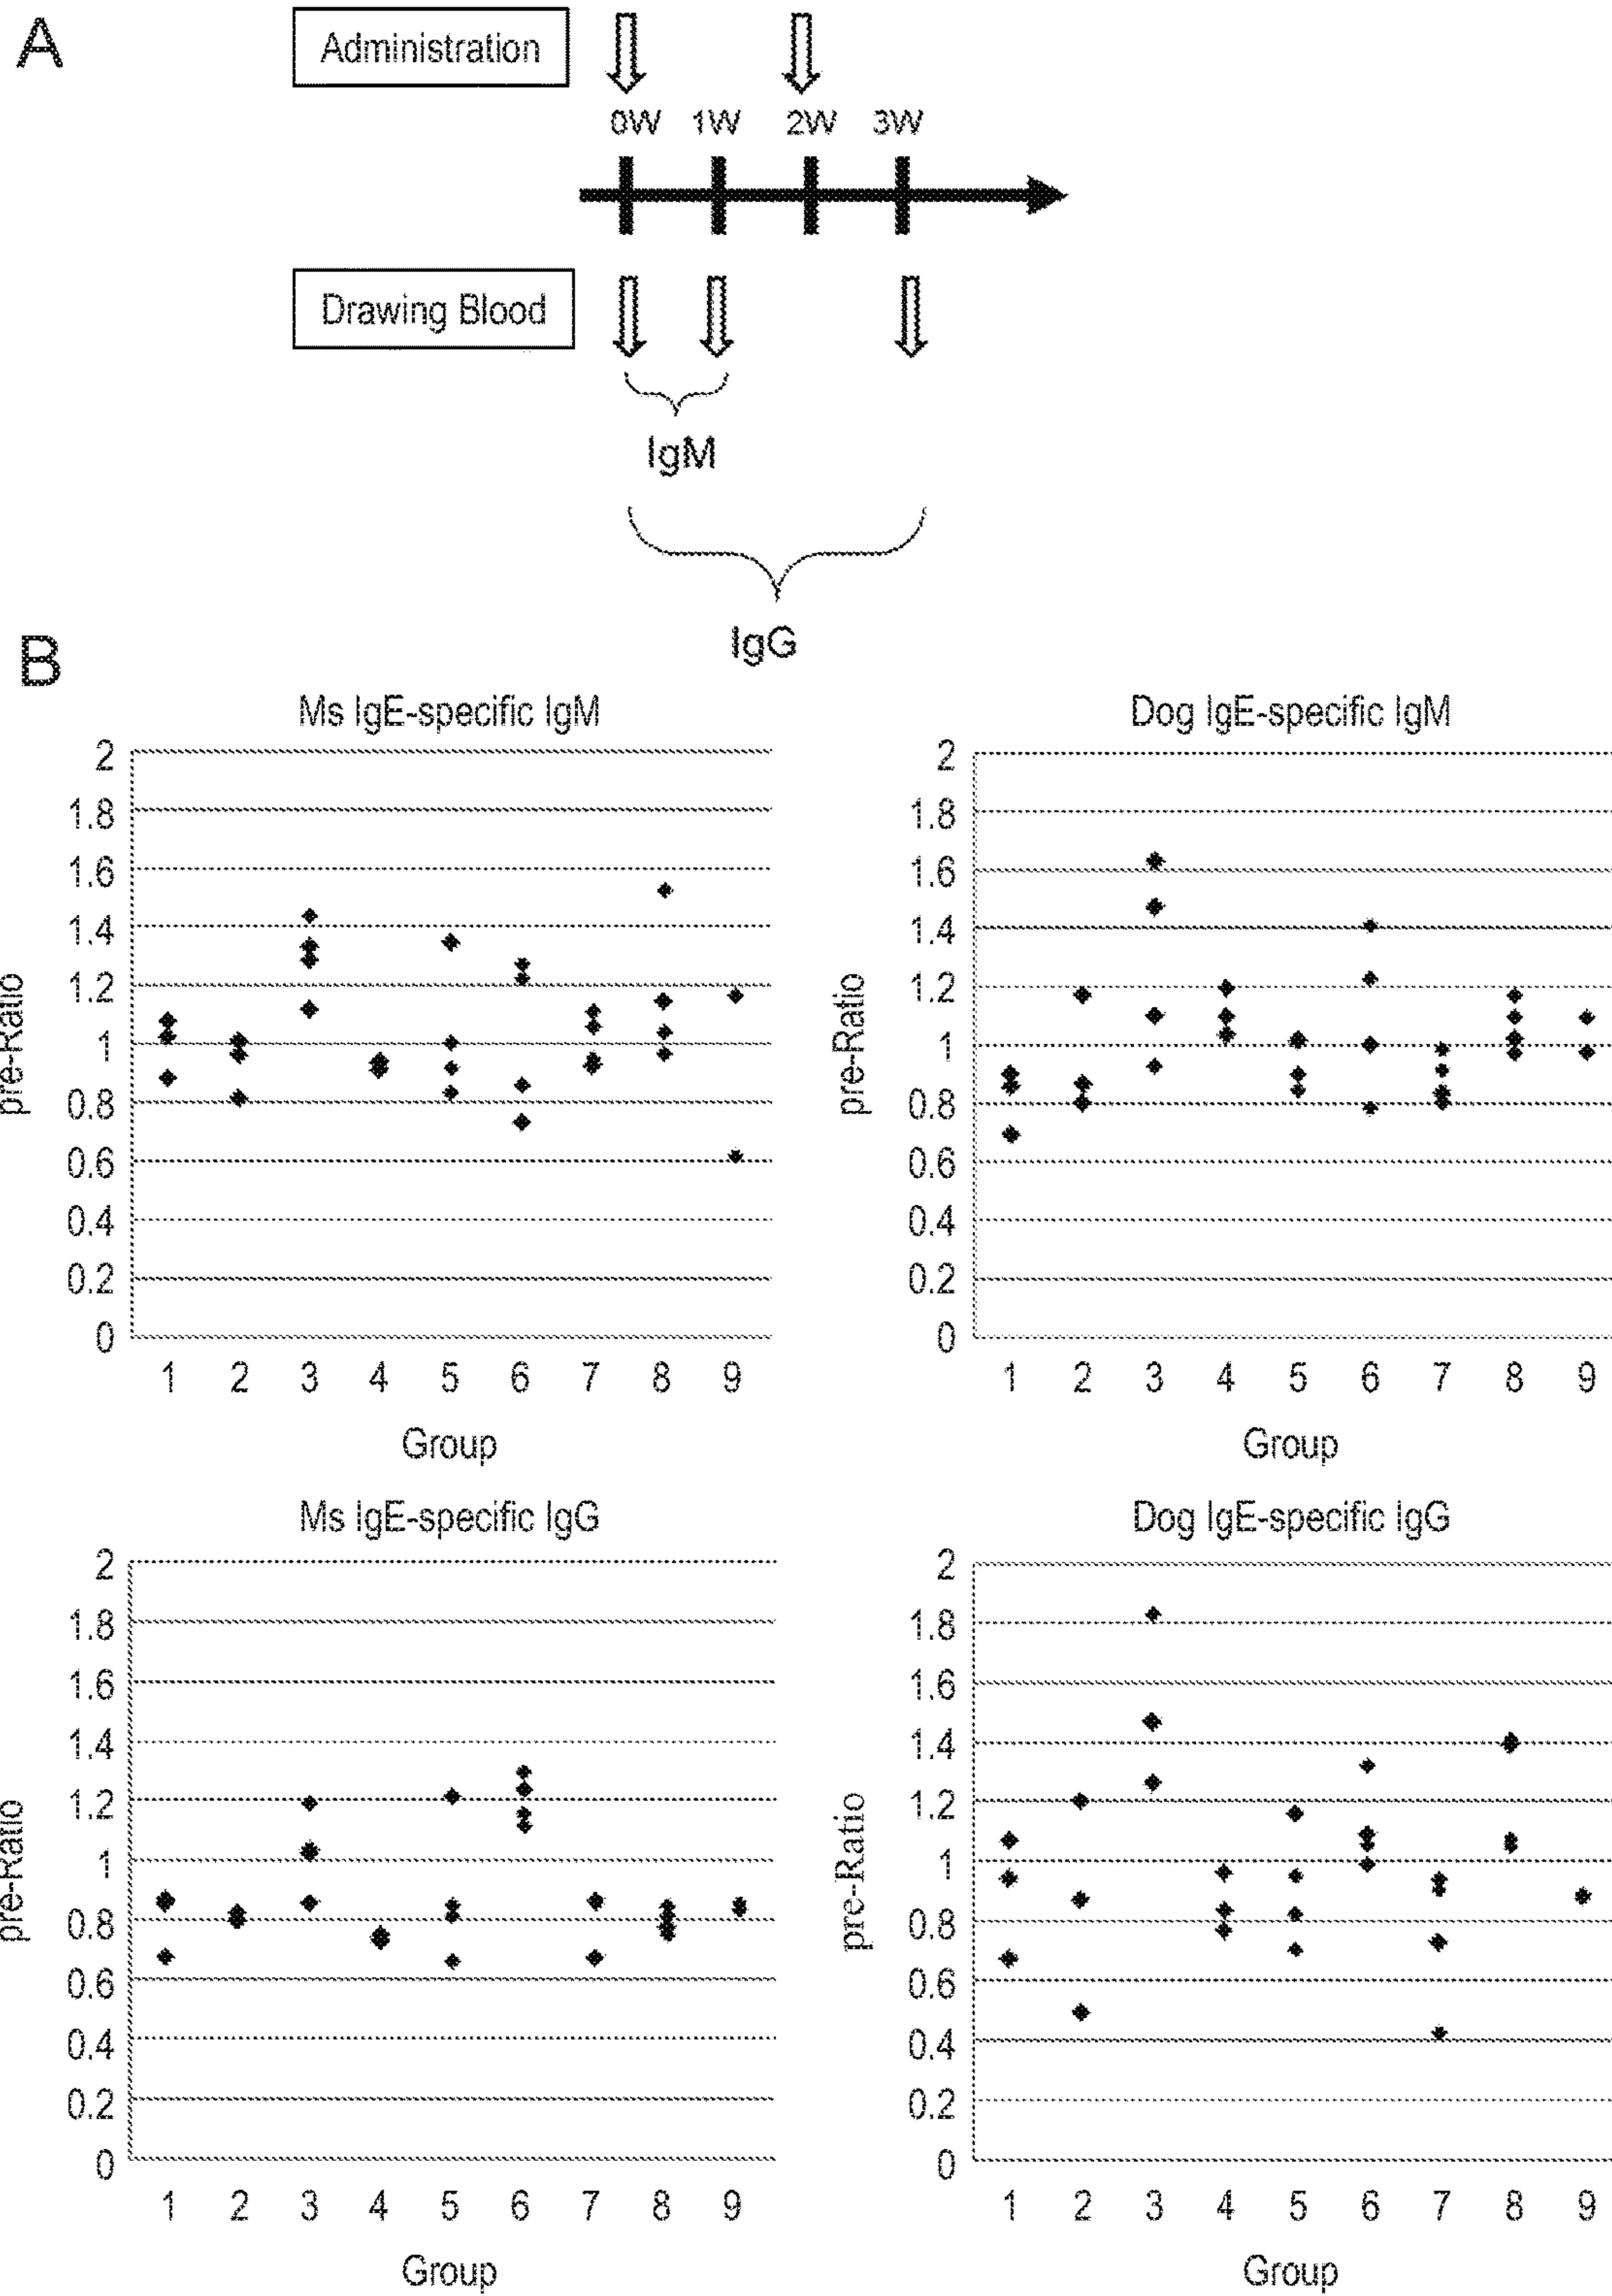 A
Administration
0W 1W 2W 3W
Drawing Blood
IgM
IgG
B
Ms IgE-specific IgM
2
1.8
1.6
1.4
1.2
1
0.8
0.6
0.4
0.2
0
pre-Ratio
1 2 3 4 5 6 7 8 9
Group
Dog IgE-specific IgM
2
1.8
1.6
1.4
1.2
1
0.8
0.6
0.4
0.2
0
pre-Ratio
1 2 3 4 5 6 7 8 9
Group
Ms IgE-specific IgG
2
1.8
1.6
1.4
1.2
1
0.8
0.6
0.4
0.2
0
pre-Ratio
1 2 3 4 5 6 7 8 9
Group
Dog IgE-specific IgG
2
1.8
1.6
1.4
1.2
1
0.8
0.6
0.4
0.2
0
pre-Ratio
1 2 3 4 5 6 7 8 9
Group